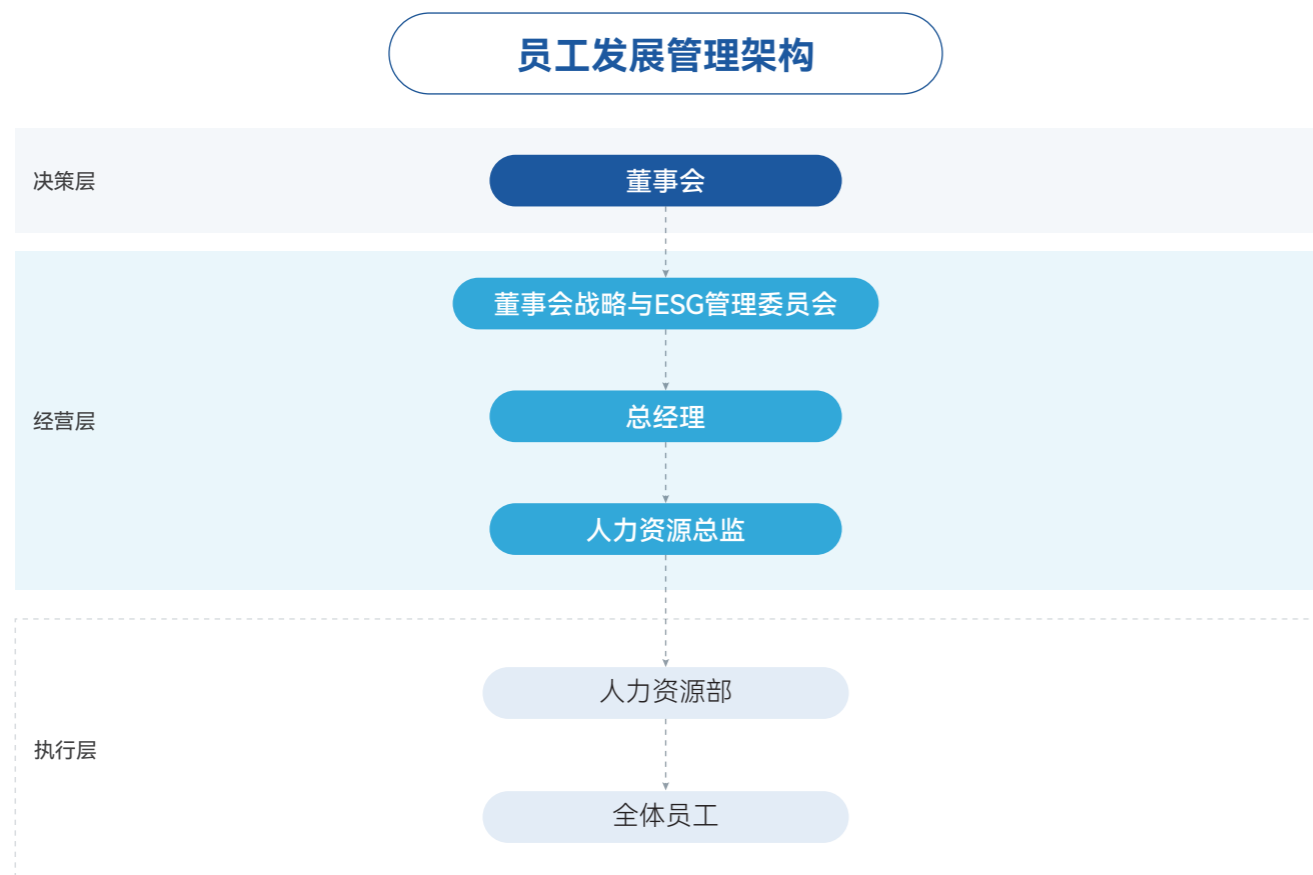 员工发展管理架构
决策层
董事会
董事会战略与ESG管理委员会
经营层
总经理
人力资源总监
人力资源部
执行层
全体员工